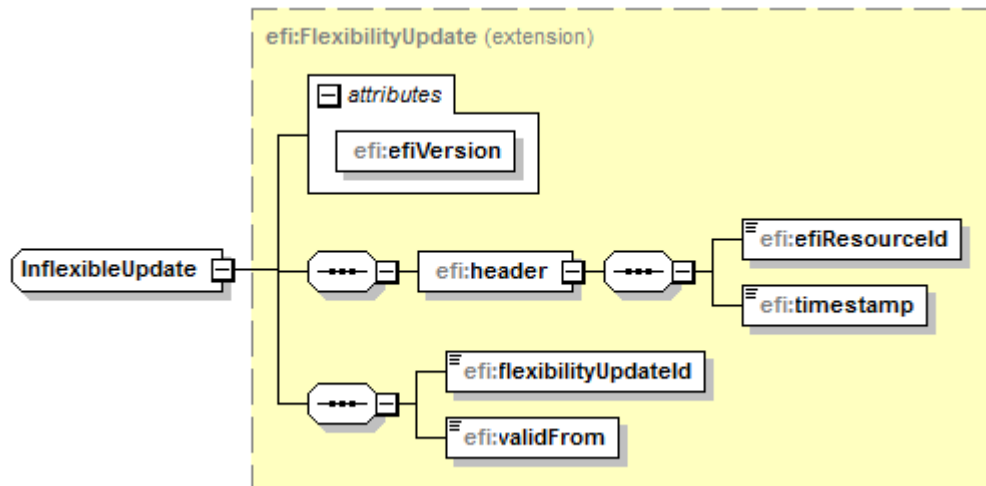 efi:FlexibilityUpdate (extension)
attributes
efi:efiVersion
InflexibleUpdate
efi:header
efi:efiResourceId
efi:timestamp
efi:flexibilityUpdateId
efi:validFrom